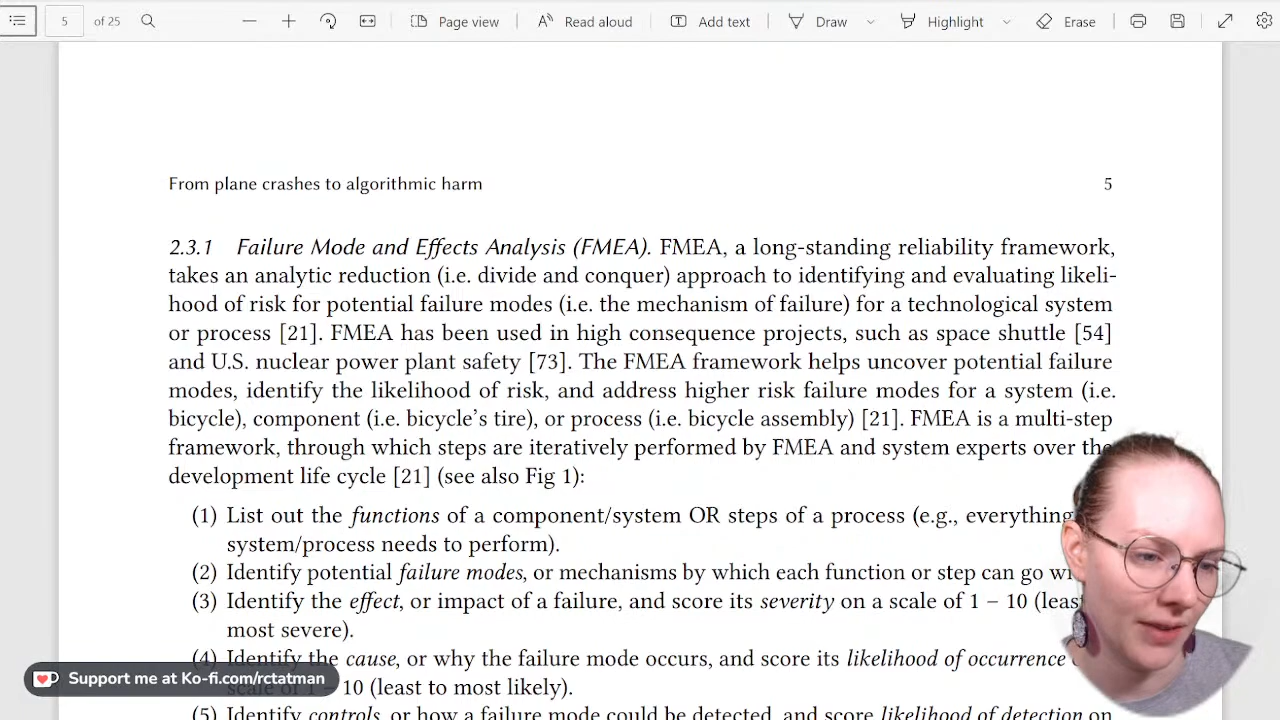 5 of 25 Page view Read aloud Add text Draw Highlight Erase
From plane crashes to algorithmic harm 5
2.3.1 Failure Mode and Effects Analysis (FMEA). FMEA, a long-standing reliability framework,
takes an analytic reduction (i.e. divide and conquer) approach to identifying and evaluating likeli-
hood of risk for potential failure modes (i.e. the mechanism of failure) for a technological system
or process [21]. FMEA has been used in high consequence projects, such as space shuttle [54]
and U.S. nuclear power plant safety [73]. The FMEA framework helps uncover potential failure
modes, identify the likelihood of risk, and address higher risk failure modes for a system (i.e.
bicycle), component (i.e. bicycle's tire), or process (i.e. bicycle assembly) [21]. FMEA is a multi-step
framework, through which steps are iteratively performed by FMEA and system experts over the
development life cycle [21] (see also Fig 1):
(1) List out the functions of a component/system OR steps of a process (e.g., everything
system/process needs to perform).
(2) Identify potential failure modes, or mechanisms by which each function or step can go
(3) Identify the effect, or impact of a failure, and score its severity on a scale of 1 – 10
most severe).
(4) Identify the cause, or why the failure mode occurs, and score its likelihood of occurrence
scale of 1 – 10 (least to most likely).
Support me at Ko-fi.com/rctatman
(5) Identify controls, or how a failure mode could be detected, and score likelihood of detection on